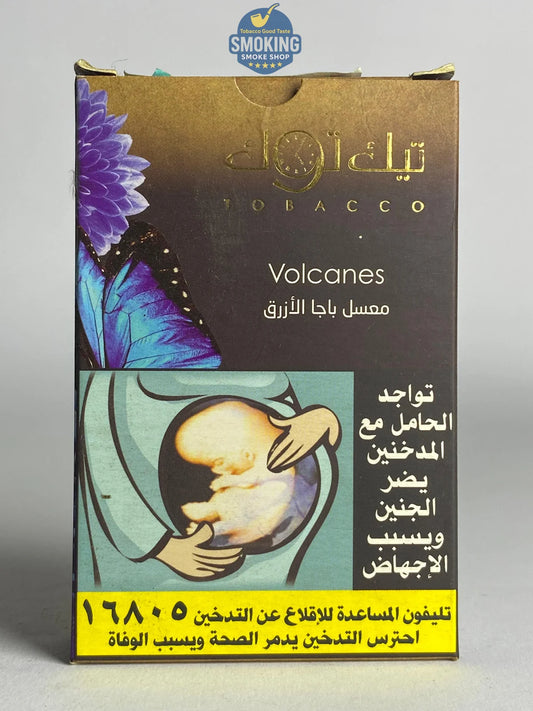 Tobacco Good Taste
SMOKING
SMOKE SHOP
تيك توك
TOBACCO
Volcanes
معسل باجا الأزرق
تواجد
الحامل مع
المدخنين
يضر
الجنين
ويسبب
الإجهاض
تليفون المساعدة للإقلاع عن التدخين ١٦٨٠٥
احترس التدخين يدمر الصحة ويسبب الوفاة